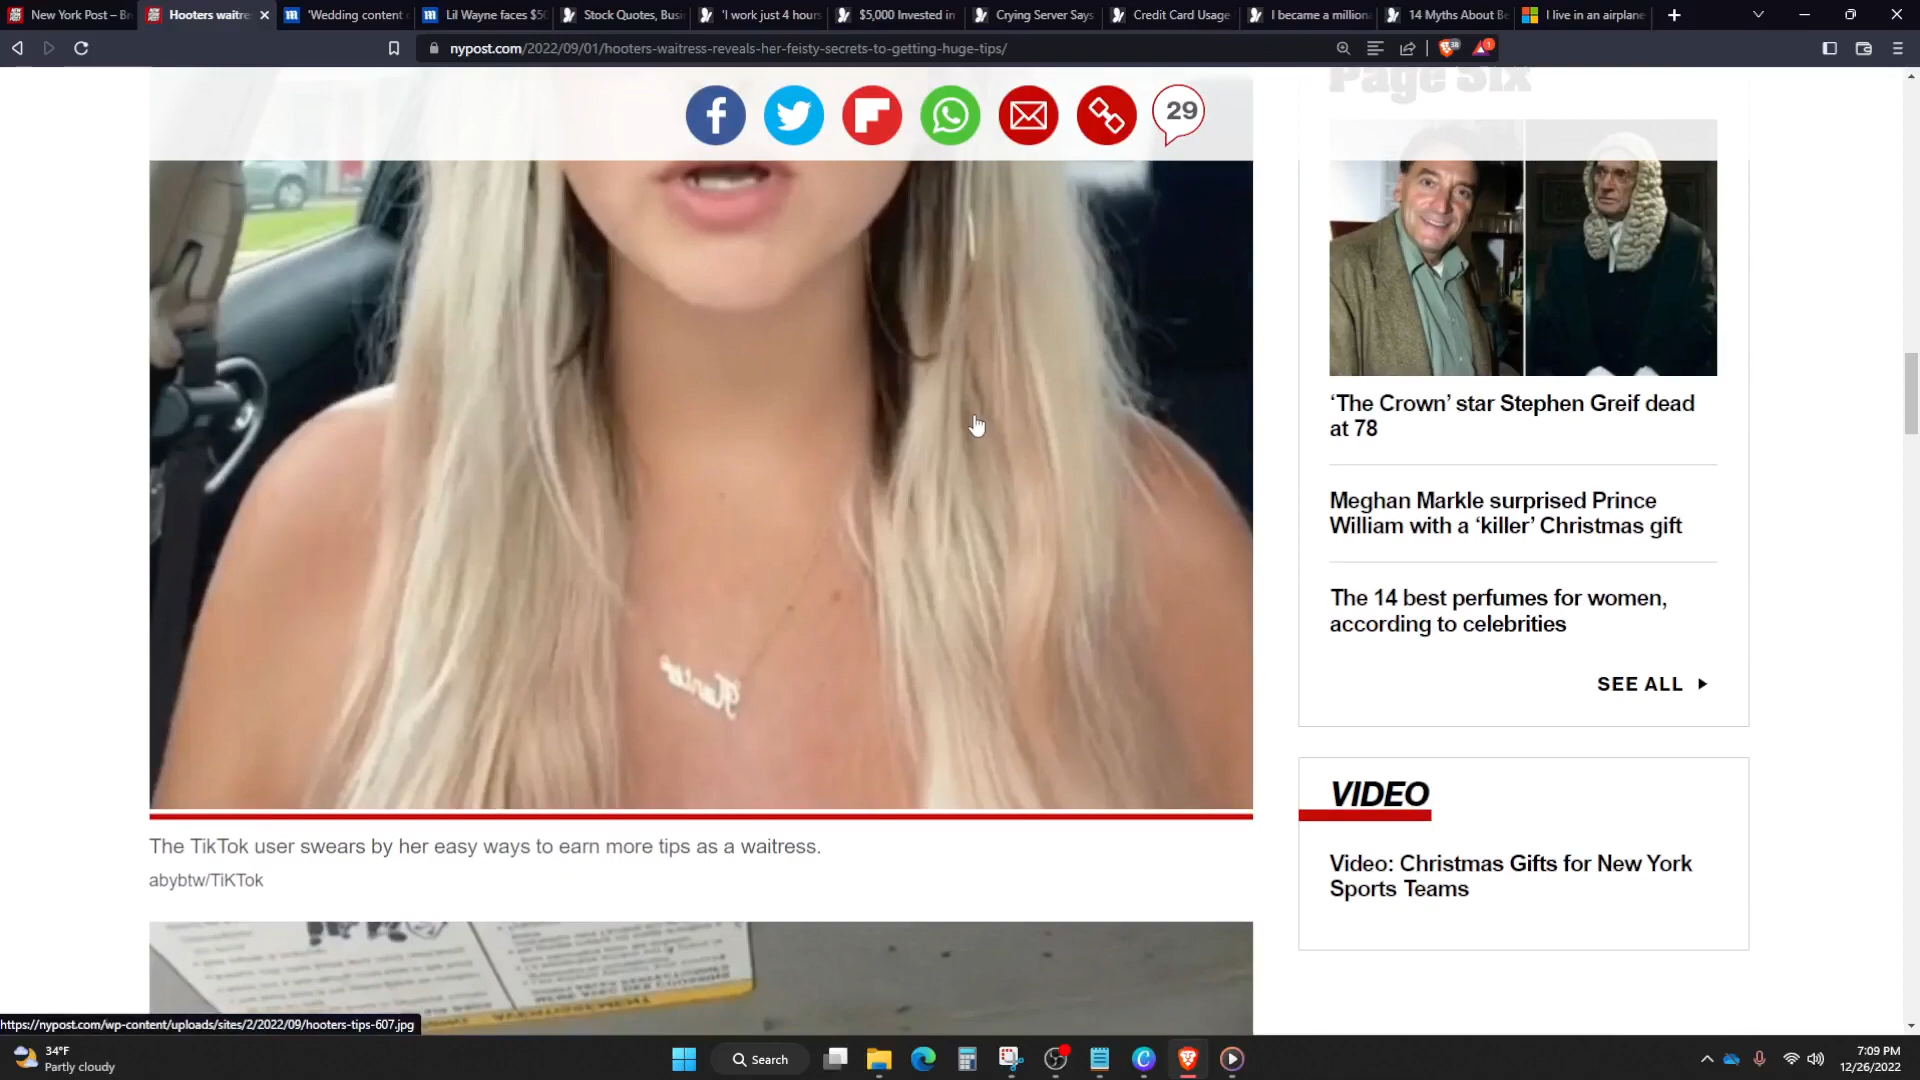 New York Post – Br
Hooters waitre
'Wedding content c
Lil Wayne faces $50
Stock Quotes, Busi
'I work just 4 hours
$5,000 Invested in
Crying Server Says
Credit Card Usage
I became a million
14 Myths About Be
I live in an airplane
nypost.com/2022/09/01/hooters-waitress-reveals-her-feisty-secrets-to-getting-huge-tips/
38
1
29
Page Six
'The Crown' star Stephen Greif dead
at 78
Meghan Markle surprised Prince
William with a 'killer' Christmas gift
The 14 best perfumes for women,
according to celebrities
SEE ALL
VIDEO
Video: Christmas Gifts for New York
Sports Teams
The TikTok user swears by her easy ways to earn more tips as a waitress.
abybtw/TiKTok
https://nypost.com/wp-content/uploads/sites/2/2022/09/hooters-tips-607.jpg
34°F
Partly cloudy
Search
7:09 PM
12/26/2022